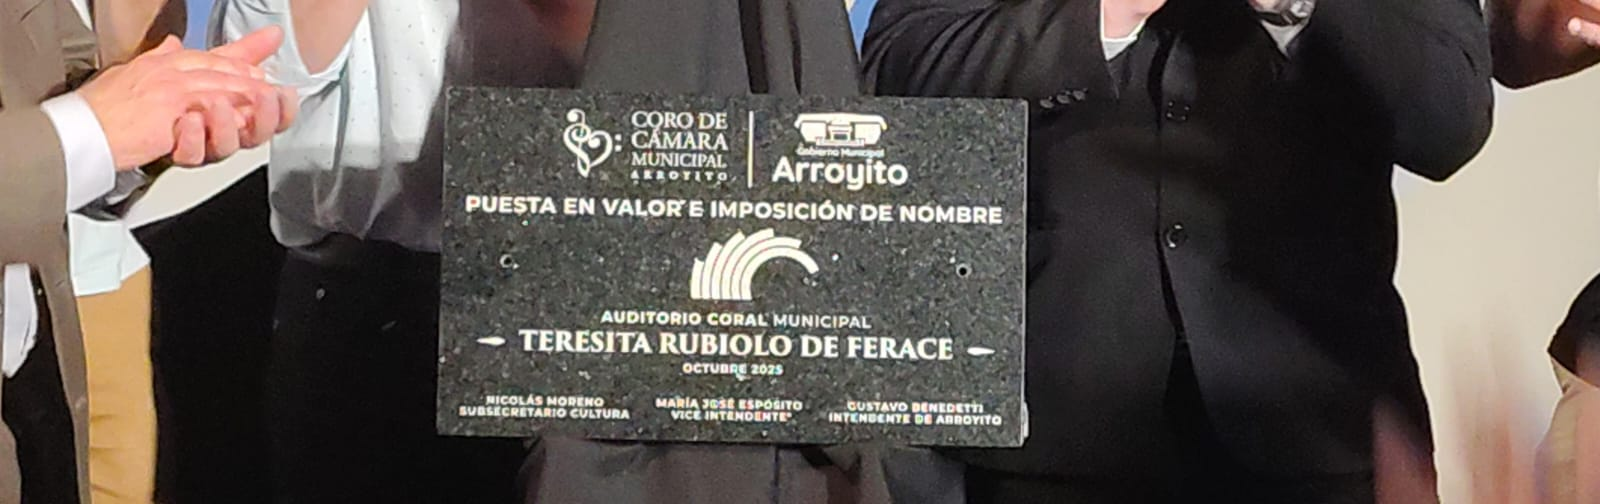 CORO DE
CÁMARA
MUNICIPAL
ARROYITO
Gobierno Municipal
Arroyito
PUESTA EN VALOR E IMPOSICIÓN DE NOMBRE
AUDITORIO CORAL MUNICIPAL
TERESITA RUBIOLO DE FERACE
OCTUBRE 2025
NICOLÁS MORENO
SUBSECRETARIO CULTURA
MARÍA JOSÉ ESPÓSITO
VICE INTENDENTE
GUSTAVO BENEDETTI
INTENDENTE DE ARROYITO